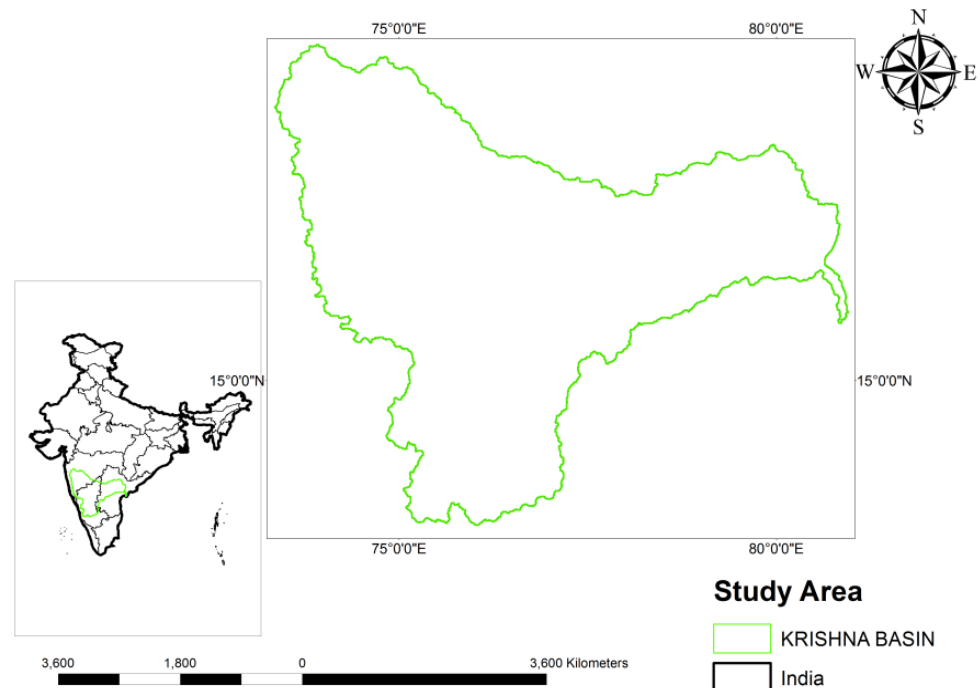 N
75°0'0"E 80°0'0"E
W E
S
15°0'0"N 15°0'0"N
75°0'0"E 80°0'0"E
Study Area
KRISHNA BASIN
3,600 1,800 0 3,600 Kilometers
India